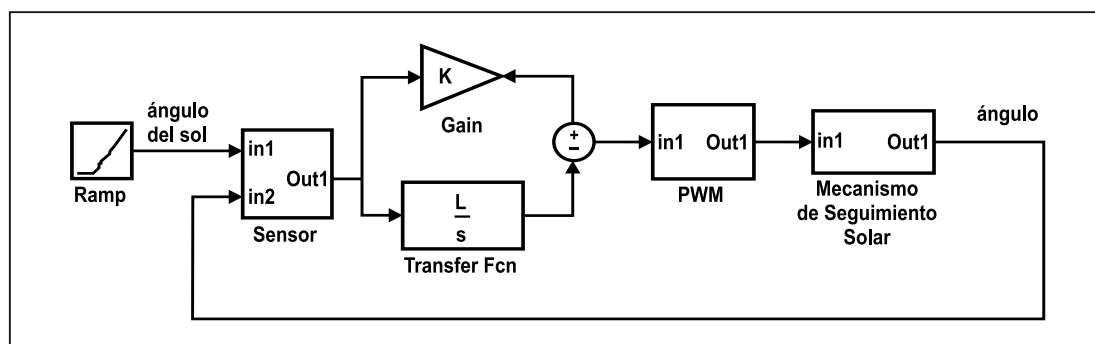 ángulo
del sol
Ramp
in1
in2
Out1
Sensor
K
Gain
L
s
Transfer Fcn
+
−
in1
Out1
PWM
in1
Out1
Mecanismo
de Seguimiento
Solar
ángulo